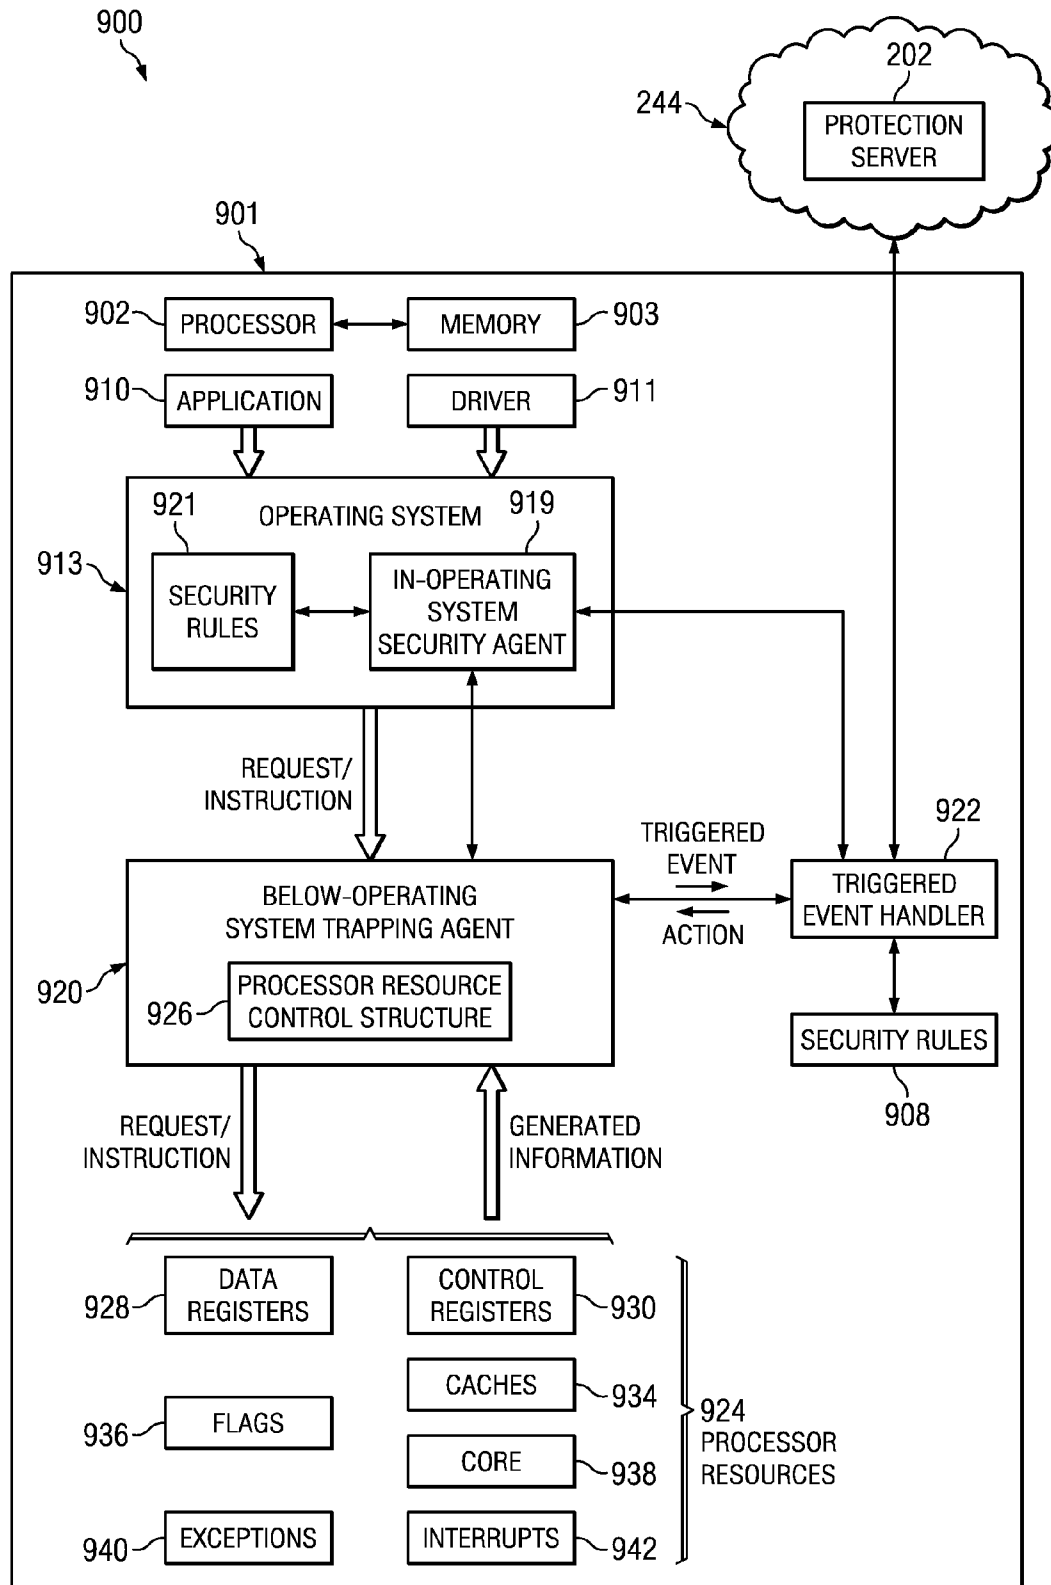 900
202
244
PROTECTION
SERVER
901
902
PROCESSOR
MEMORY
903
910
APPLICATION
DRIVER
911
921
OPERATING SYSTEM
919
913
SECURITY
RULES
IN-OPERATING
SYSTEM
SECURITY AGENT
REQUEST/
INSTRUCTION
TRIGGERED
EVENT
ACTION
922
TRIGGERED
EVENT HANDLER
BELOW-OPERATING
SYSTEM TRAPPING AGENT
920
926
PROCESSOR RESOURCE
CONTROL STRUCTURE
SECURITY RULES
908
REQUEST/
INSTRUCTION
GENERATED
INFORMATION
928
DATA
REGISTERS
CONTROL
REGISTERS
930
CACHES
934
936
FLAGS
924
PROCESSOR
RESOURCES
CORE
938
940
EXCEPTIONS
INTERRUPTS
942